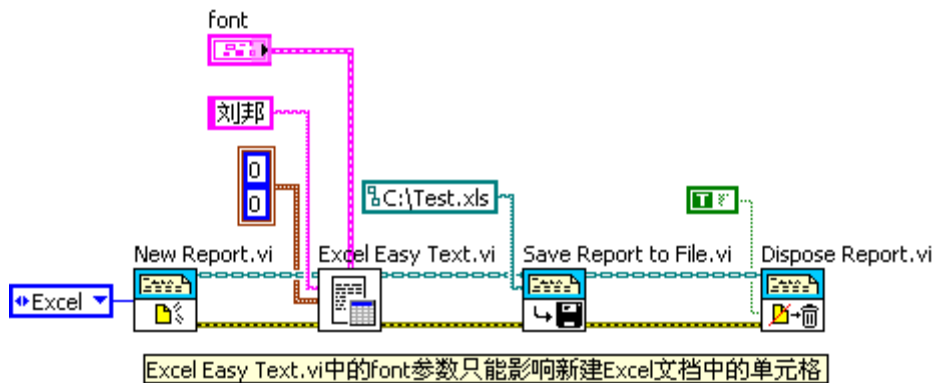 font
刘邦
0
0
C:\Test.xls
T
New Report.vi Excel Easy Text.vi Save Report to File.vi Dispose Report.vi
Excel
Excel Easy Text.vi中的font参数只能影响新建Excel文档中的单元格